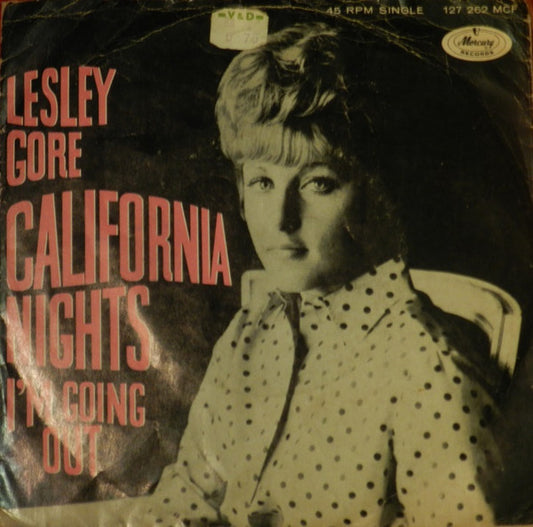 45 RPM SINGLE 127 262 MCF
=V&D=
Mercury
RECORDS
LESLEY
GORE
CALIFORNIA
NIGHTS
I'M GOING
OUT